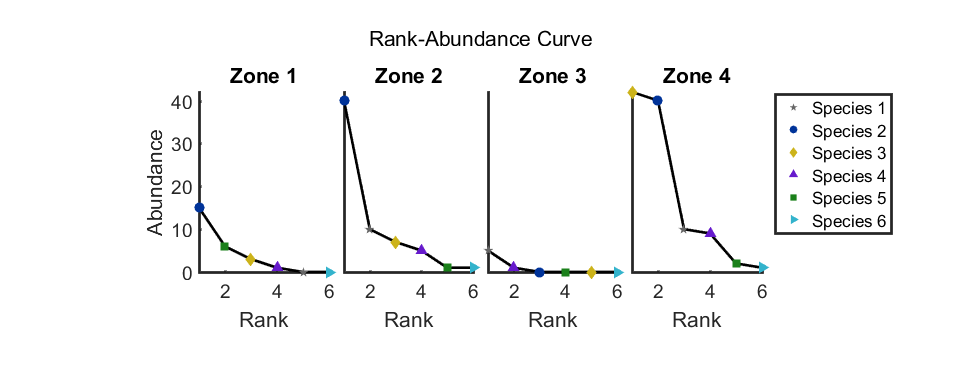 Rank-Abundance Curve
Zone 1 Zone 2 Zone 3 Zone 4
Abundance
40
30
20
10
0
2 4 6 2 4 6 2 4 6 2 4 6
Rank Rank Rank Rank
Species 1
Species 2
Species 3
Species 4
Species 5
Species 6